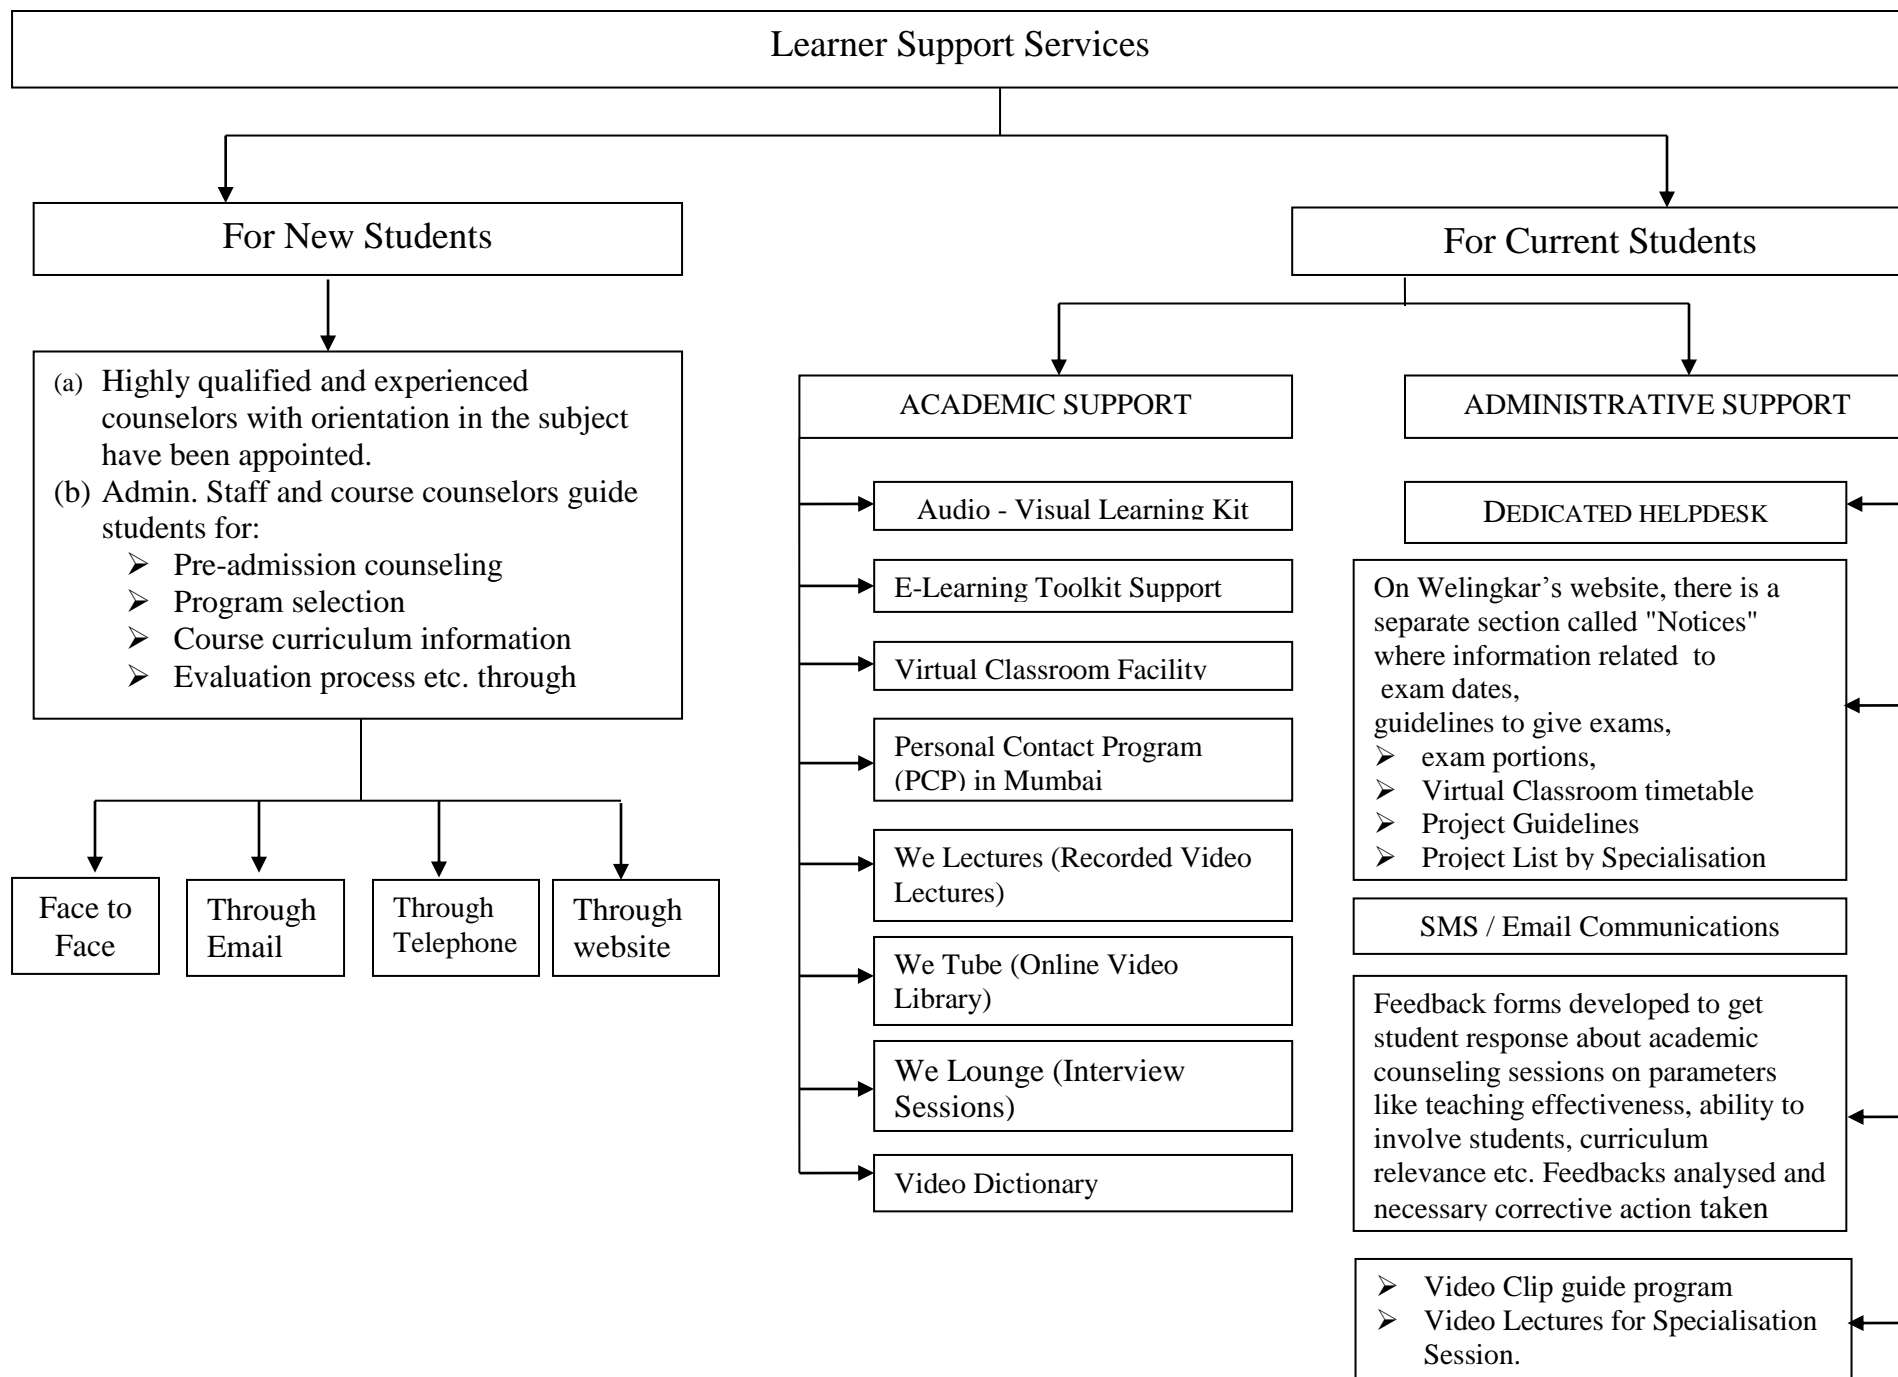 Learner Support Services
For New Students
For Current Students
(a) Highly qualified and experienced
counselors with orientation in the subject
have been appointed.
(b) Admin. Staff and course counselors guide
students for:
➢ Pre-admission counseling
➢ Program selection
➢ Course curriculum information
➢ Evaluation process etc. through
Face to
Face
Through
Email
Through
Telephone
Through
website
ACADEMIC SUPPORT
Audio - Visual Learning Kit
E-Learning Toolkit Support
Virtual Classroom Facility
Personal Contact Program
(PCP) in Mumbai
We Lectures (Recorded Video
Lectures)
We Tube (Online Video
Library)
We Lounge (Interview
Sessions)
Video Dictionary
ADMINISTRATIVE SUPPORT
DEDICATED HELPDESK
On Welingkar’s website, there is a
separate section called "Notices"
where information related to
exam dates,
guidelines to give exams,
➢ exam portions,
➢ Virtual Classroom timetable
➢ Project Guidelines
➢ Project List by Specialisation
SMS / Email Communications
Feedback forms developed to get
student response about academic
counseling sessions on parameters
like teaching effectiveness, ability to
involve students, curriculum
relevance etc. Feedbacks analysed and
necessary corrective action taken
➢ Video Clip guide program
➢ Video Lectures for Specialisation
Session.